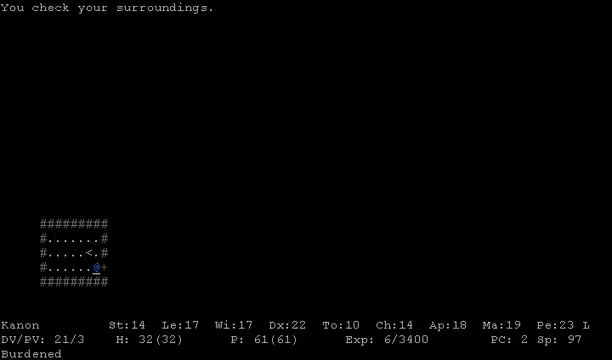 You check your surroundings.
#########
#.......#
#.....<.#
#......@+
#########
Kanon St:14 Le:17 Wi:17 Dx:22 To:10 Ch:14 Ap:18 Ma:19 Pe:23 L
DV/PV: 21/3 H: 32(32) P: 61(61) Exp: 6/3400 PC: 2 Sp: 97
Burdened